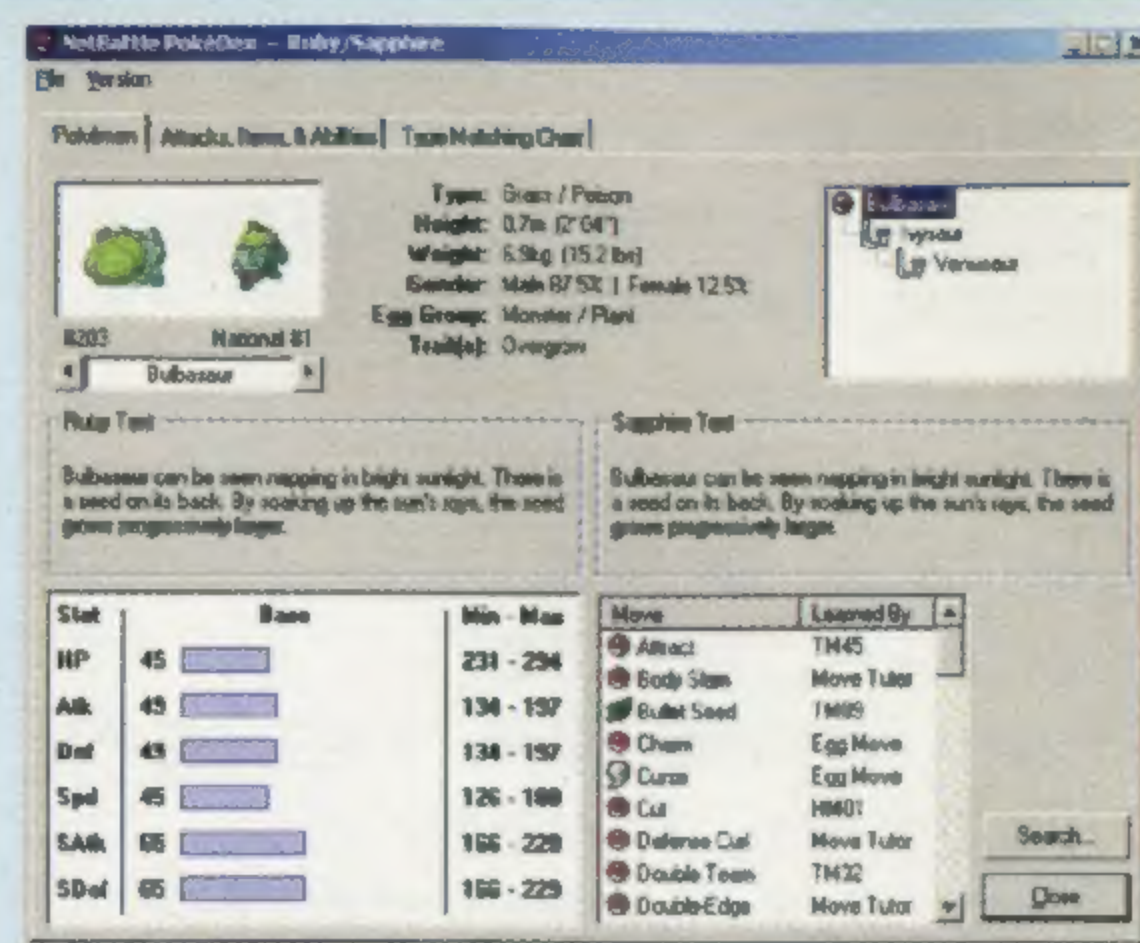 NetBattle PokéDex - Ruby/Sapphire
File Version
Pokémon Attacks, Items, & Abilities Type Matching Chart
Type: Grass / Poison
Height: 0.7m (2'04")
Weight: 6.9kg (15.2 lbs)
Gender: Male 87.5% | Female 12.5%
Egg Group: Monster / Plant
Trait(s): Overgrow
#203 National #1
Bulbasaur
Bulbasaur
Ivysaur
Venusaur
Ruby Text
Bulbasaur can be seen napping in bright sunlight. There is
a seed on its back. By soaking up the sun's rays, the seed
grows progressively larger.
Sapphire Text
Bulbasaur can be seen napping in bright sunlight. There is
a seed on its back. By soaking up the sun's rays, the seed
grows progressively larger.
Stat Base Min - Max
HP 45 231 - 294
Atk 49 134 - 197
Def 49 134 - 197
Spd 45 126 - 189
SAtk 65 166 - 229
SDef 65 166 - 229
Move Learned By
Attract TM45
Body Slam Move Tutor
Bullet Seed TM09
Charm Egg Move
Curse Egg Move
Cut HM01
Defense Curl Move Tutor
Double Team TM32
Double-Edge Move Tutor
Search...
Close